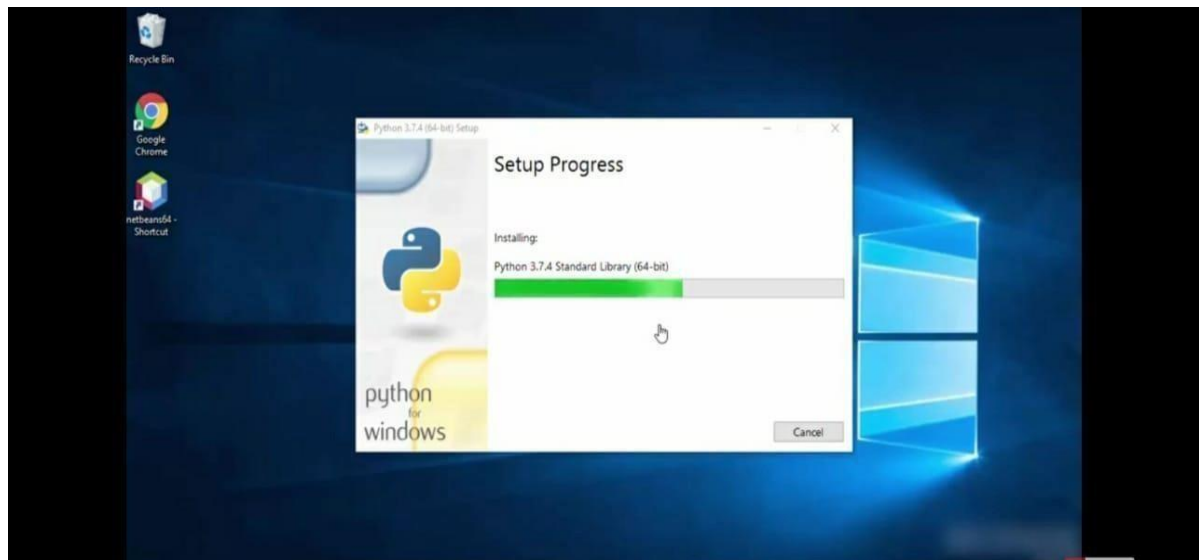 Recycle Bin
Google
Chrome
netbeans64 -
Shortcut
Python 3.7.4 (64-bit) Setup
Setup Progress
Installing:
Python 3.7.4 Standard Library (64-bit)
python
for
windows
Cancel